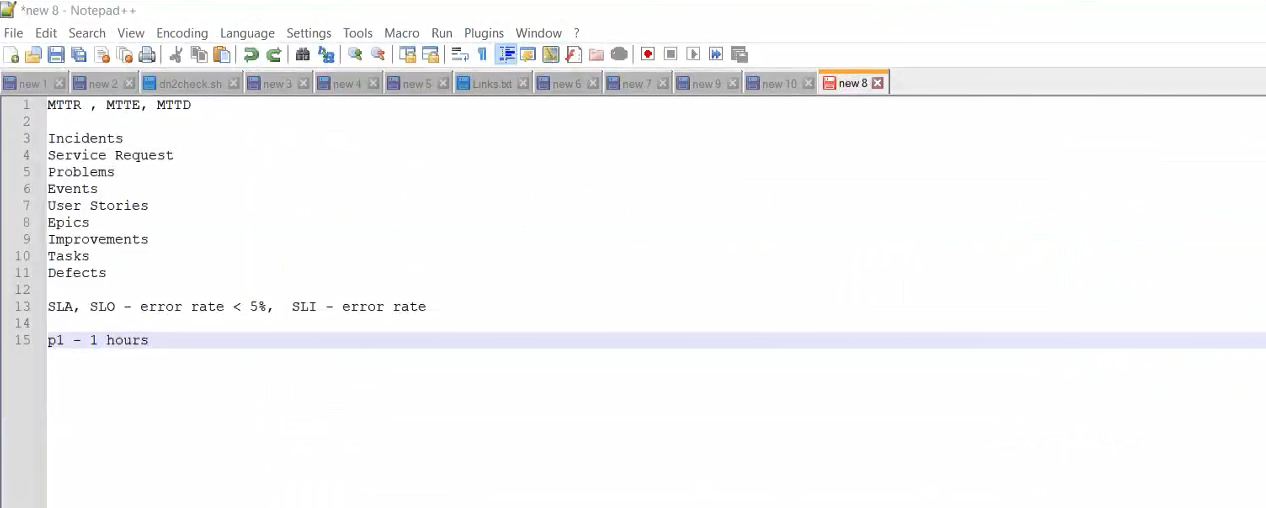 *new 8 - Notepad++
File Edit Search View Encoding Language Settings Tools Macro Run Plugins Window ?
new 1 new 2 dn2check.sh new 3 new 4 new 5 Links.txt new 6 new 7 new 9 new 10 new 8
1 MTTR , MTTE, MTTD
2
3 Incidents
4 Service Request
5 Problems
6 Events
7 User Stories
8 Epics
9 Improvements
10 Tasks
11 Defects
12
13 SLA, SLO - error rate < 5%,  SLI - error rate
14
15 p1 - 1 hours